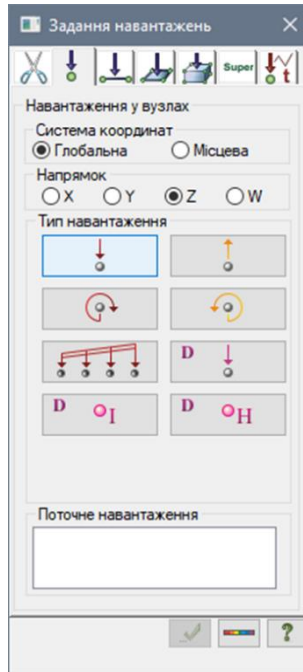 Задання навантажень
Super
t
Навантаження у вузлах
Система координат
Глобальна Місцева
Напрямок
X Y Z W
Тип навантаження
D
D I D H
Поточне навантаження
?